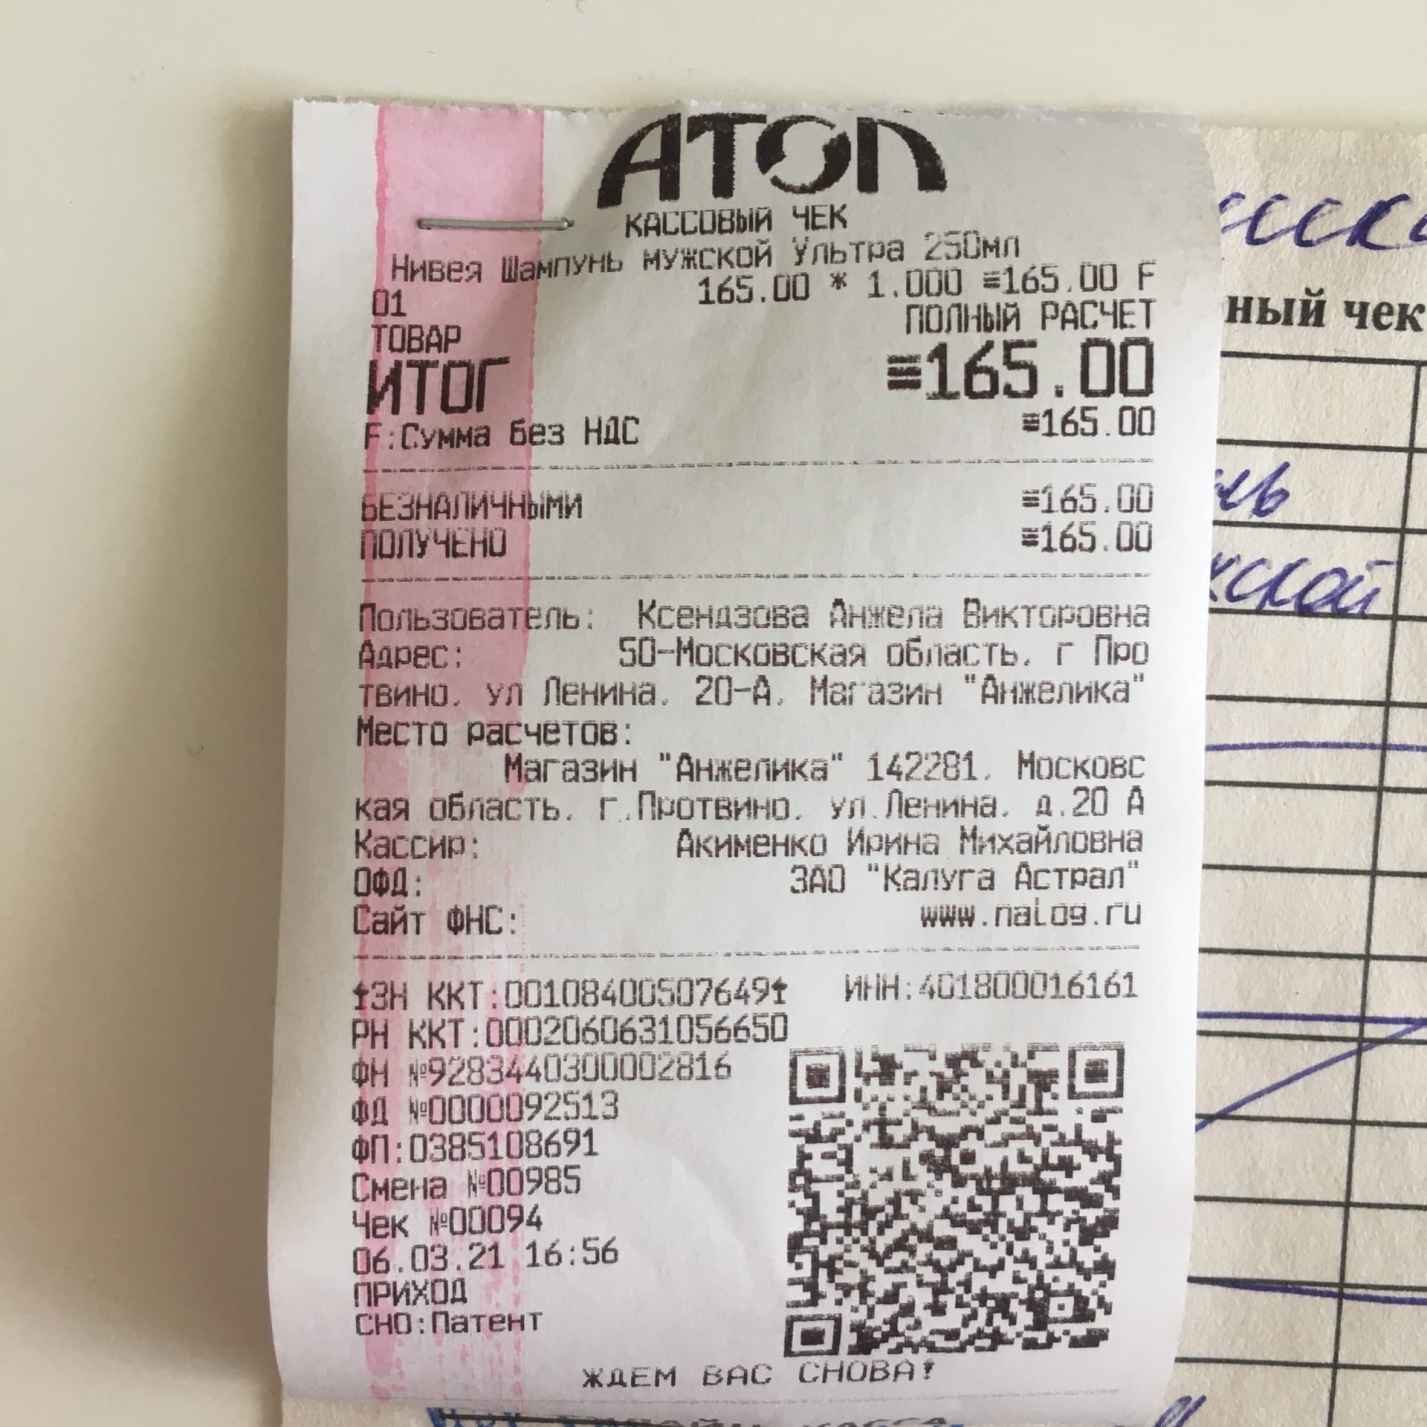 АТОЛ
КАССОВЫЙ ЧЕК
Нивея Шампунь мужской Ультра 250мл
01 165.00 * 1.000 ≡165.00 F
ТОВАР ПОЛНЫЙ РАСЧЕТ
ИТОГ ≡165.00
F:Сумма без НДС ≡165.00
БЕЗНАЛИЧНЫМИ ≡165.00
ПОЛУЧЕНО ≡165.00
Пользователь: Ксендзова Анжела Викторовна
Адрес: 50-Московская область, г Про
твино, ул Ленина, 20-А, Магазин "Анжелика"
Место расчетов:
Магазин "Анжелика" 142281, Московс
кая область, г.Протвино, ул.Ленина, д.20 А
Кассир: Акименко Ирина Михайловна
ОФД: ЗАО "Калуга Астрал"
Сайт ФНС: www.nalog.ru
ЗН ККТ:00108400507649 ИНН:401800016161
РН ККТ:0002060631056650
ФН №9283440300002816
ФД №0000092513
ФП:0385108691
Смена №00985
Чек №00094
06.03.21 16:56
ПРИХОД
СНО:Патент
ЖДЕМ ВАС СНОВА!
ный чек